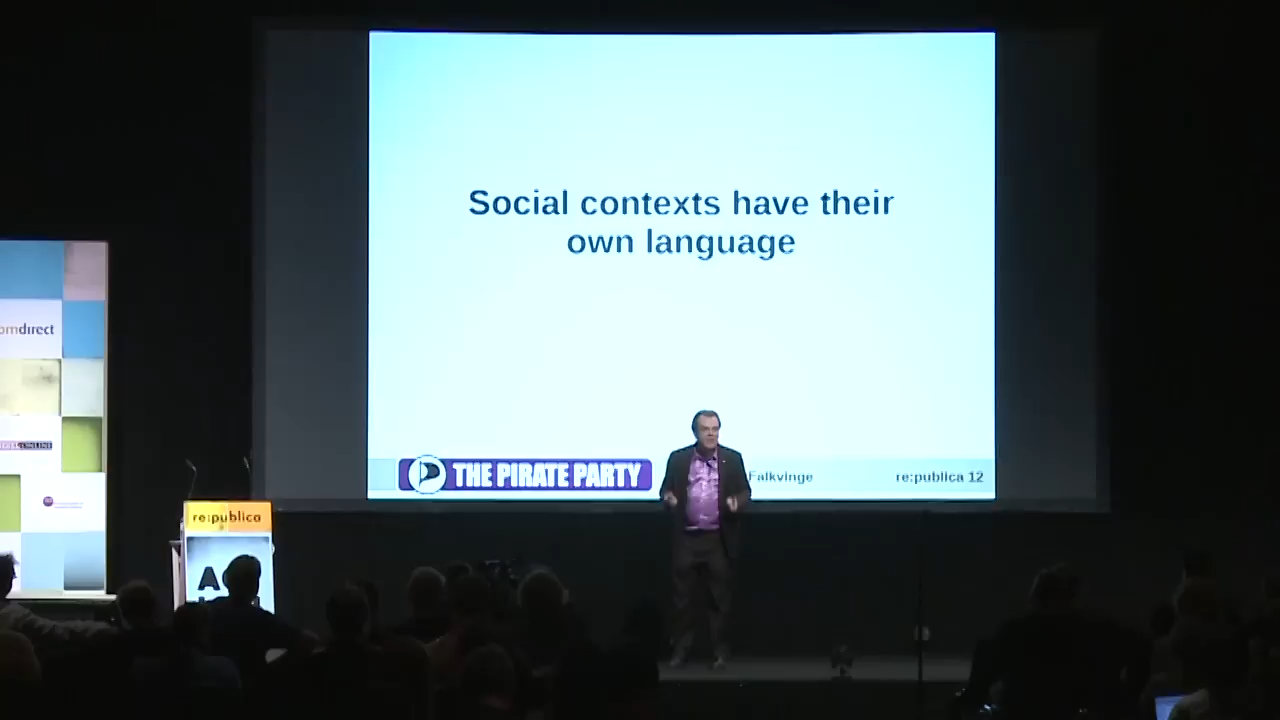 Social contexts have their
own language
THE PIRATE PARTY
Falkvinge
re:publica 12
omdirect
re:publica
A